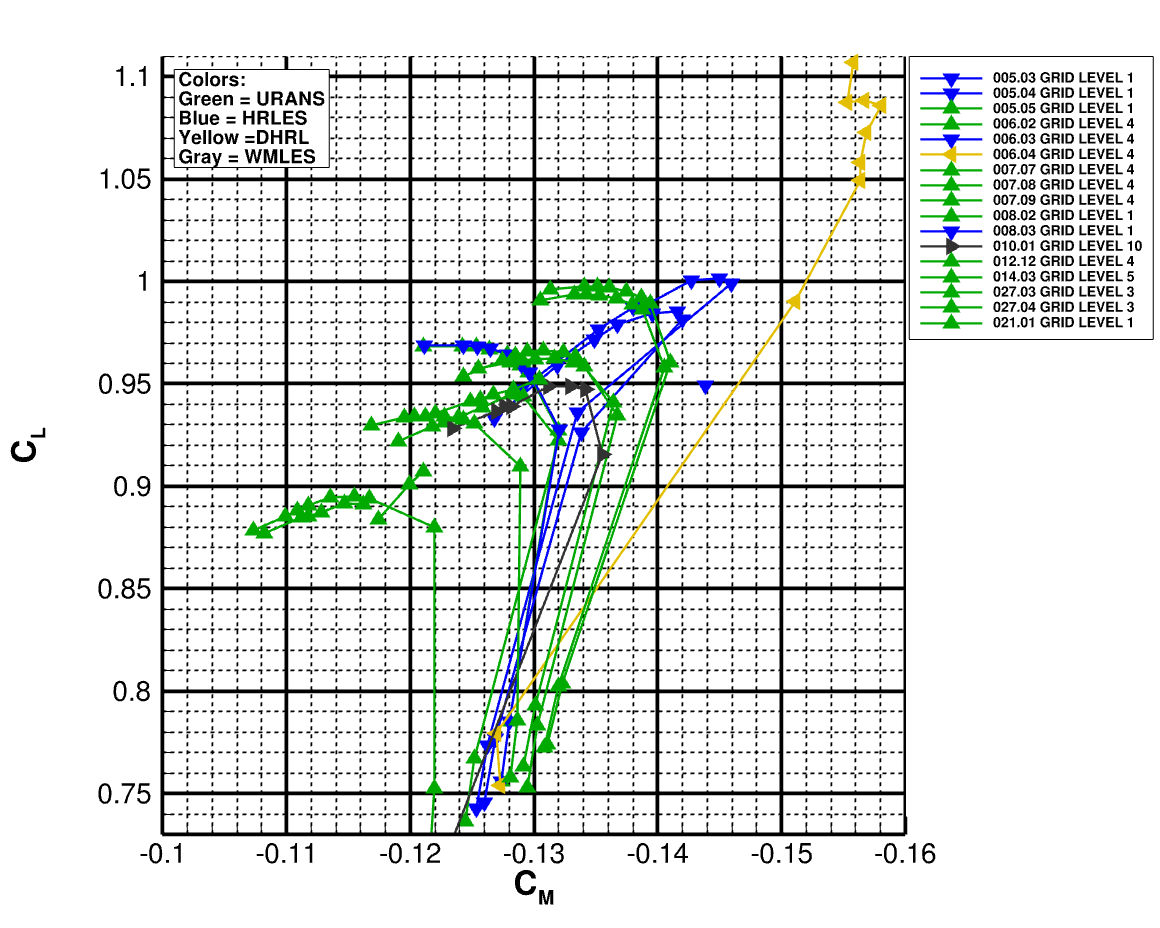 Colors:
Green = URANS
Blue = HRLES
Yellow =DHRL
Gray = WMLES
005.03 GRID LEVEL 1
005.04 GRID LEVEL 1
005.05 GRID LEVEL 1
006.02 GRID LEVEL 4
006.03 GRID LEVEL 4
006.04 GRID LEVEL 4
007.07 GRID LEVEL 4
007.08 GRID LEVEL 4
007.09 GRID LEVEL 4
008.02 GRID LEVEL 1
008.03 GRID LEVEL 1
010.01 GRID LEVEL 10
012.12 GRID LEVEL 4
014.03 GRID LEVEL 5
027.03 GRID LEVEL 3
027.04 GRID LEVEL 3
021.01 GRID LEVEL 1
1.1
1.05
1
0.95
0.9
0.85
0.8
0.75
CL
-0.1 -0.11 -0.12 -0.13 -0.14 -0.15 -0.16
CM